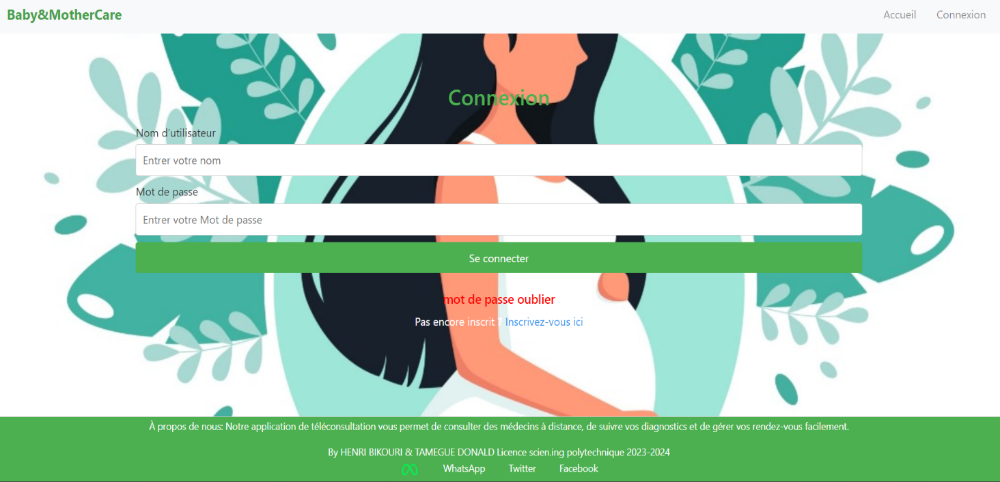 Baby&MotherCare
Accueil
Connexion
Connexion
Nom d'utilisateur
Entrer votre nom
Mot de passe
Entrer votre Mot de passe
Se connecter
mot de passe oublier
Pas encore inscrit ? Inscrivez-vous ici
À propos de nous: Notre application de téléconsultation vous permet de consulter des médecins à distance, de suivre vos diagnostics et de gérer vos rendez-vous facilement.
By HENRI BIKOURI & TAMEGUE DONALD Licence scien.ing polytechnique 2023-2024
WhatsApp
Twitter
Facebook